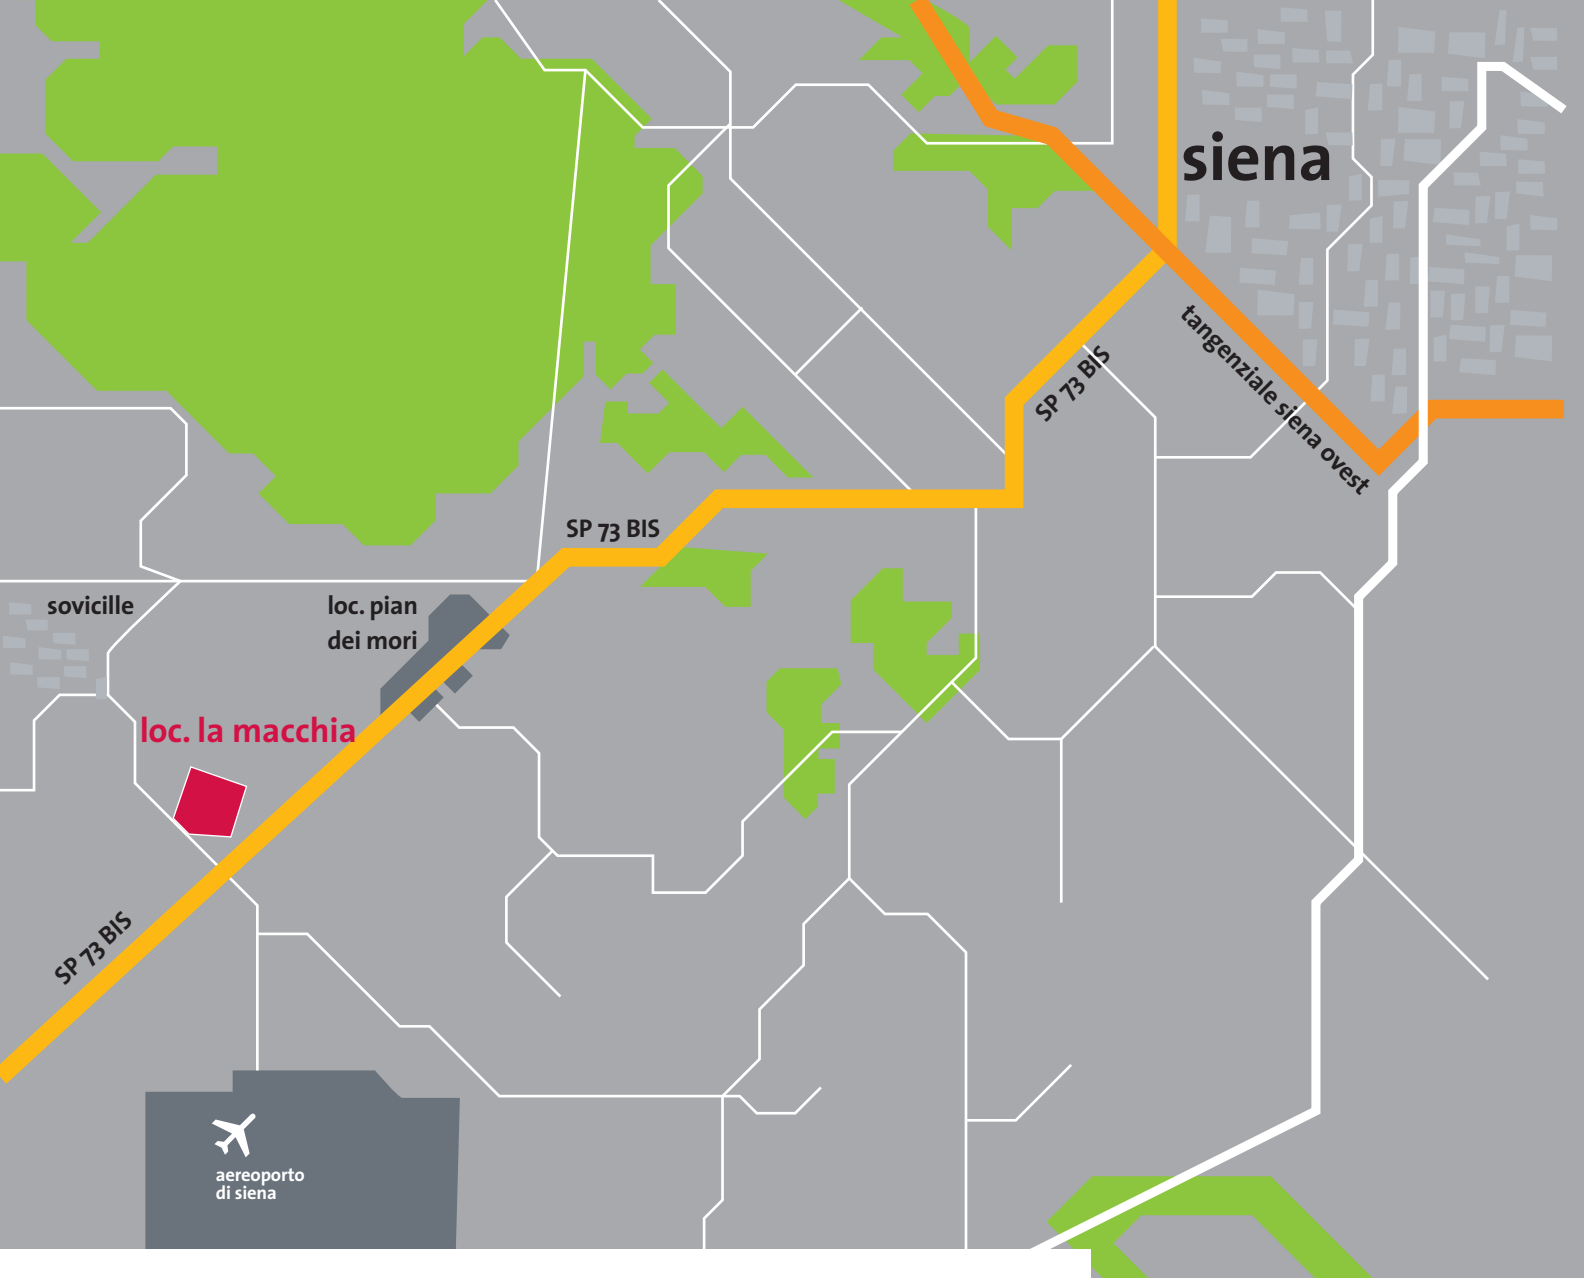 siena
tangenziale siena ovest
SP 73 BIS
SP 73 BIS
sovicille
loc. pian
dei mori
loc. la macchia
SP 73 BIS
aereoporto
di siena